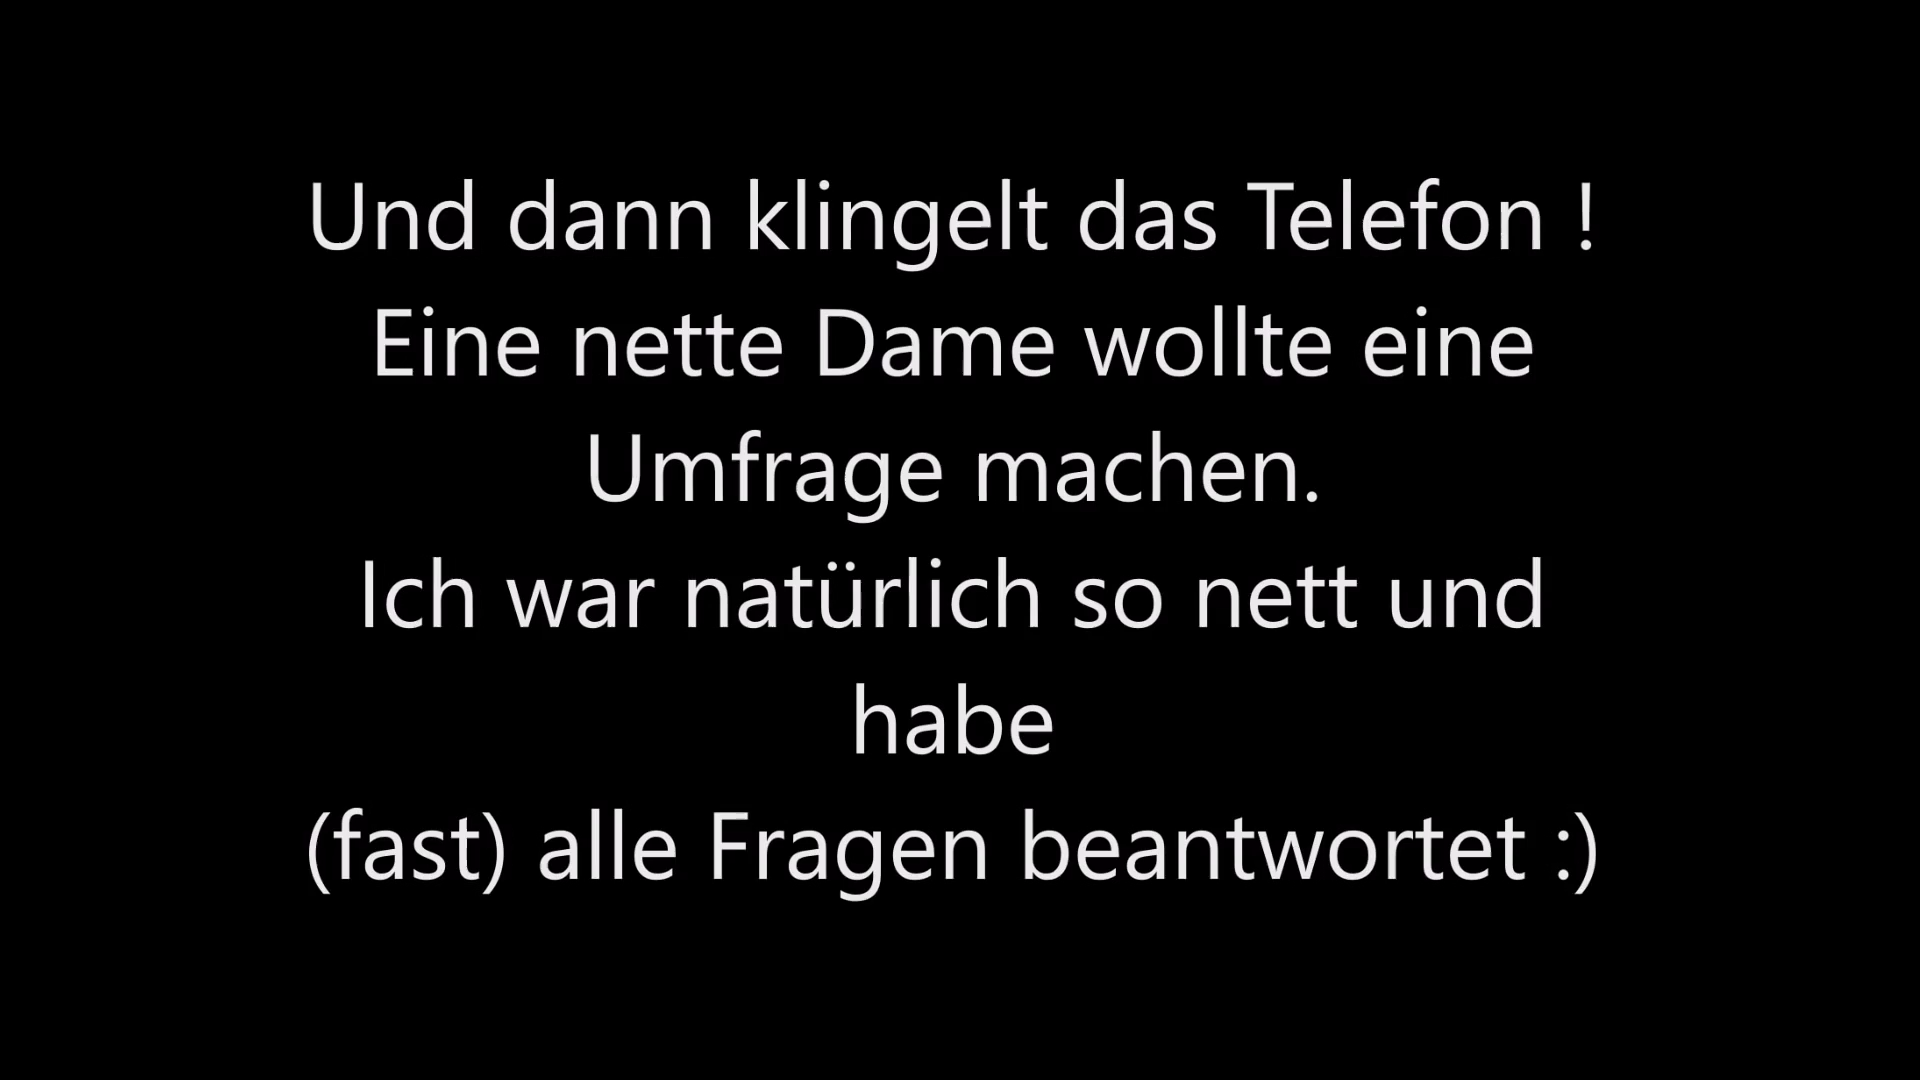 Und dann klingelt das Telefon !
Eine nette Dame wollte eine
Umfrage machen.
Ich war natürlich so nett und
habe
(fast) alle Fragen beantwortet :)